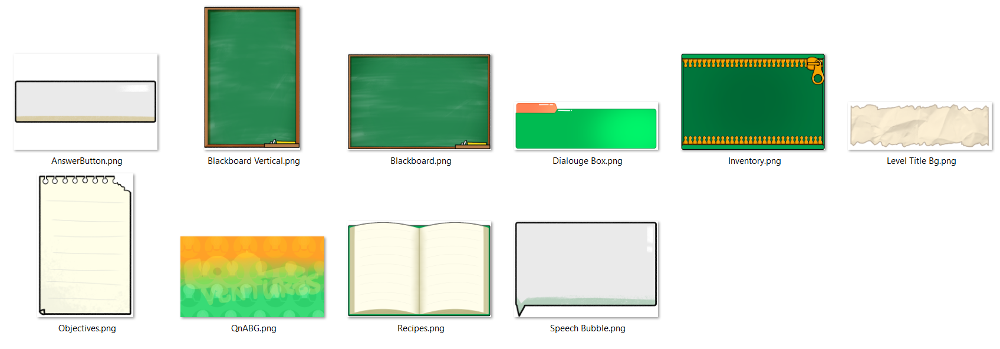 AnswerButton.png
Blackboard Vertical.png
Blackboard.png
Dialouge Box.png
Inventory.png
Level Title Bg.png
Objectives.png
QnABG.png
Recipes.png
Speech Bubble.png